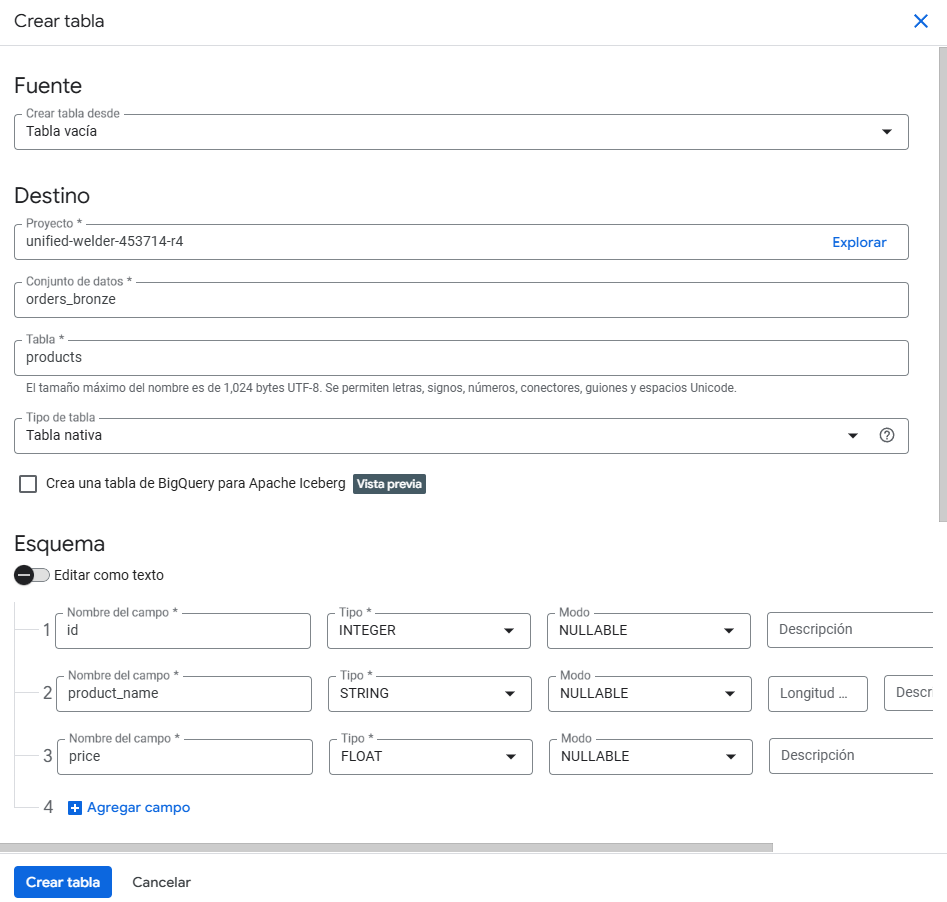 Crear tabla
Fuente
Crear tabla desde
Tabla vacía
Destino
Proyecto *
unified-welder-453714-r4
Explorar
Conjunto de datos *
orders_bronze
Tabla *
products
El tamaño máximo del nombre es de 1,024 bytes UTF-8. Se permiten letras, signos, números, conectores, guiones y espacios Unicode.
Tipo de tabla
Tabla nativa
Crea una tabla de BigQuery para Apache Iceberg Vista previa
Esquema
Editar como texto
Nombre del campo * Tipo * Modo
1 id INTEGER NULLABLE Descripción
Nombre del campo * Tipo * Modo
2 product_name STRING NULLABLE Longitud ... Descr
Nombre del campo * Tipo * Modo
3 price FLOAT NULLABLE Descripción
4 Agregar campo
Crear tabla Cancelar